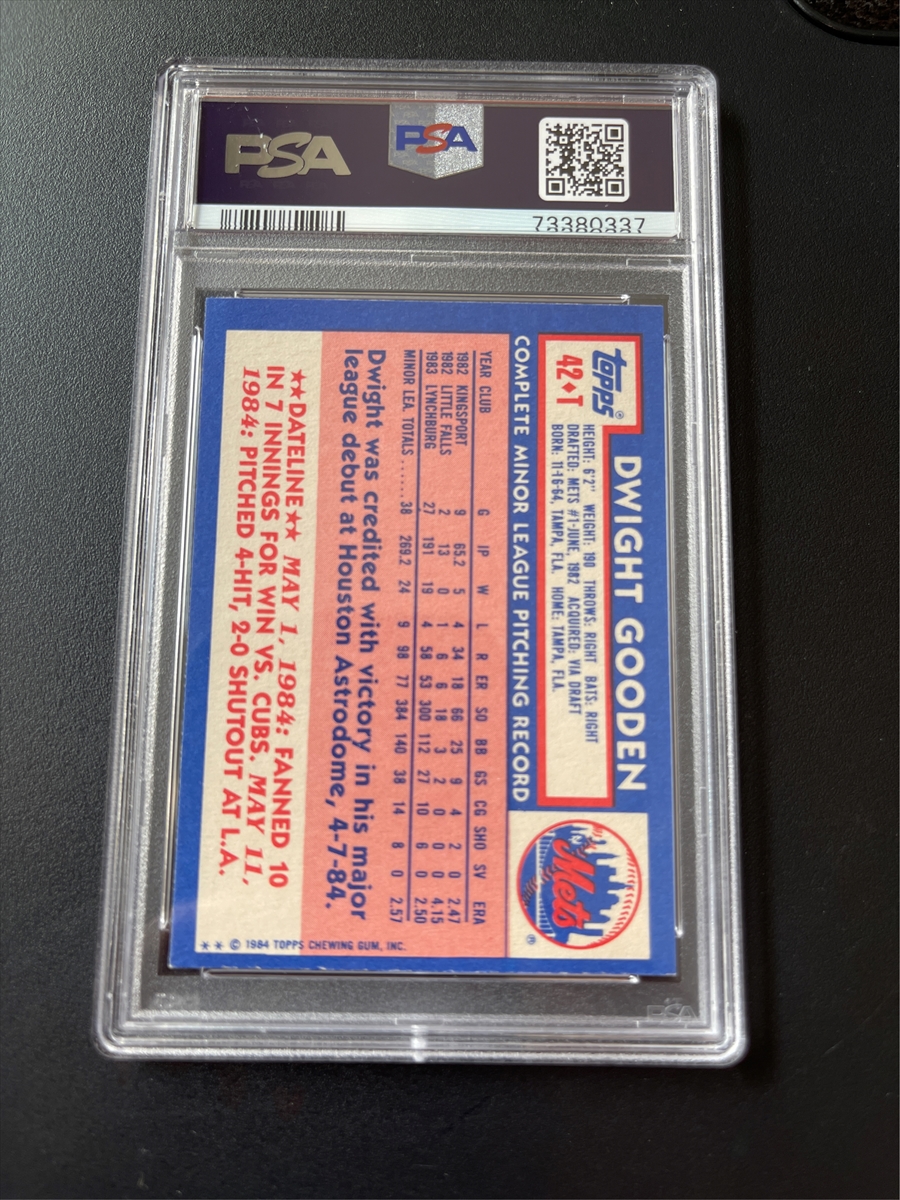 PSA
PSA
73380337
topps®
42♦T
DWIGHT GOODEN
HEIGHT: 6'2" WEIGHT: 190 THROWS: RIGHT BATS: RIGHT
DRAFTED: METS #1-JUNE, 1982 ACQUIRED: VIA DRAFT
BORN: 11-16-64, TAMPA, FLA. HOME: TAMPA, FLA.
Mets
®
COMPLETE MINOR LEAGUE PITCHING RECORD
YEAR CLUB G IP W L R ER SO BB GS CG SHO SV ERA
1982 KINGSPORT 9 65.2 5 4 34 18 66 25 9 4 2 0 2.47
1982 LITTLE FALLS 2 13 0 1 6 6 18 3 2 0 0 0 4.15
1983 LYNCHBURG 27 191 19 4 58 53 300 112 27 10 6 0 2.50
MINOR LEA. TOTALS ...... 38 269.2 24 9 98 77 384 140 38 14 8 0 2.57
Dwight was credited with victory in his major
league debut at Houston Astrodome, 4-7-84.
★★DATELINE★★ MAY 1, 1984: FANNED 10
IN 7 INNINGS FOR WIN VS. CUBS. MAY 11,
1984: PITCHED 4-HIT, 2-0 SHUTOUT AT L.A.
** © 1984 TOPPS CHEWING GUM, INC.
PSA